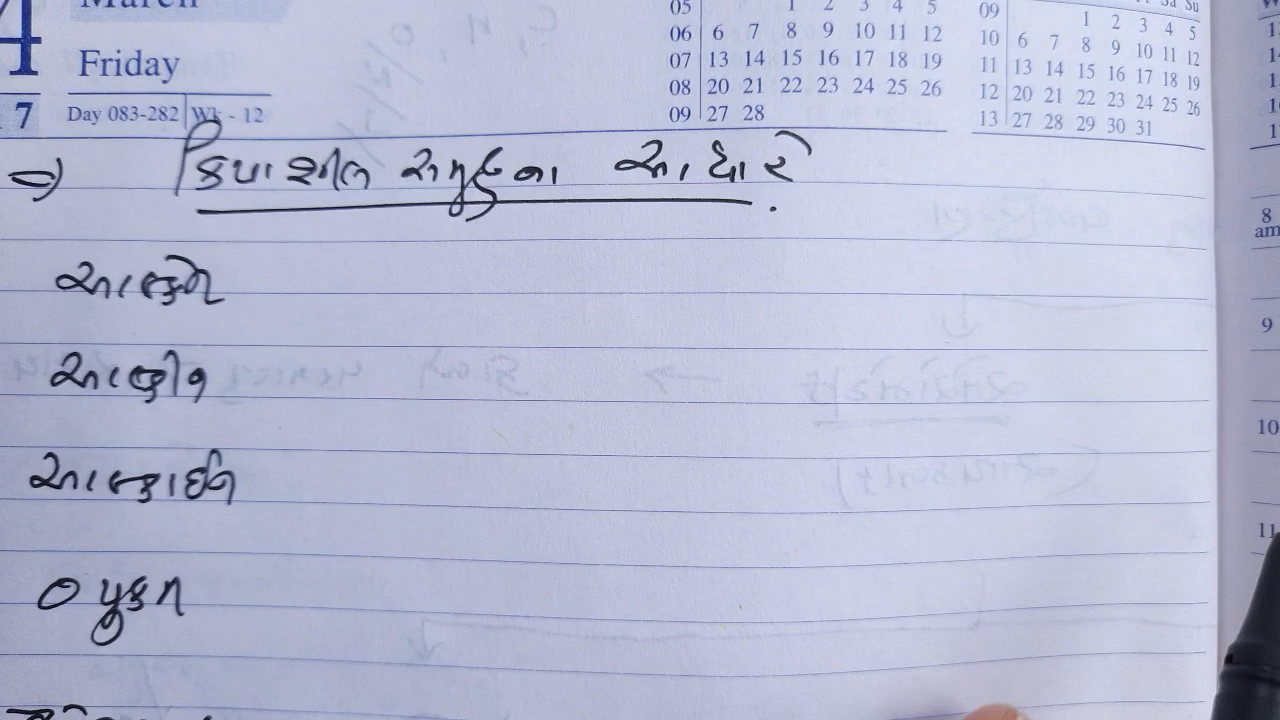 March
4
Friday
7 Day 083-282 Wk - 12
05 1 2 3 4 5
06 6 7 8 9 10 11 12
07 13 14 15 16 17 18 19
08 20 21 22 23 24 25 26
09 27 28
Sa Su
09 1 2 3 4 5
10 6 7 8 9 10 11 12
11 13 14 15 16 17 18 19
12 20 21 22 23 24 25 26
13 27 28 29 30 31
⇒ ક્રિયાશીલ સમુહના આધારે.
આલ્કેન
આલ્કીન
આલ્કાઈન
O યુક્ત
8
am
9
10
11